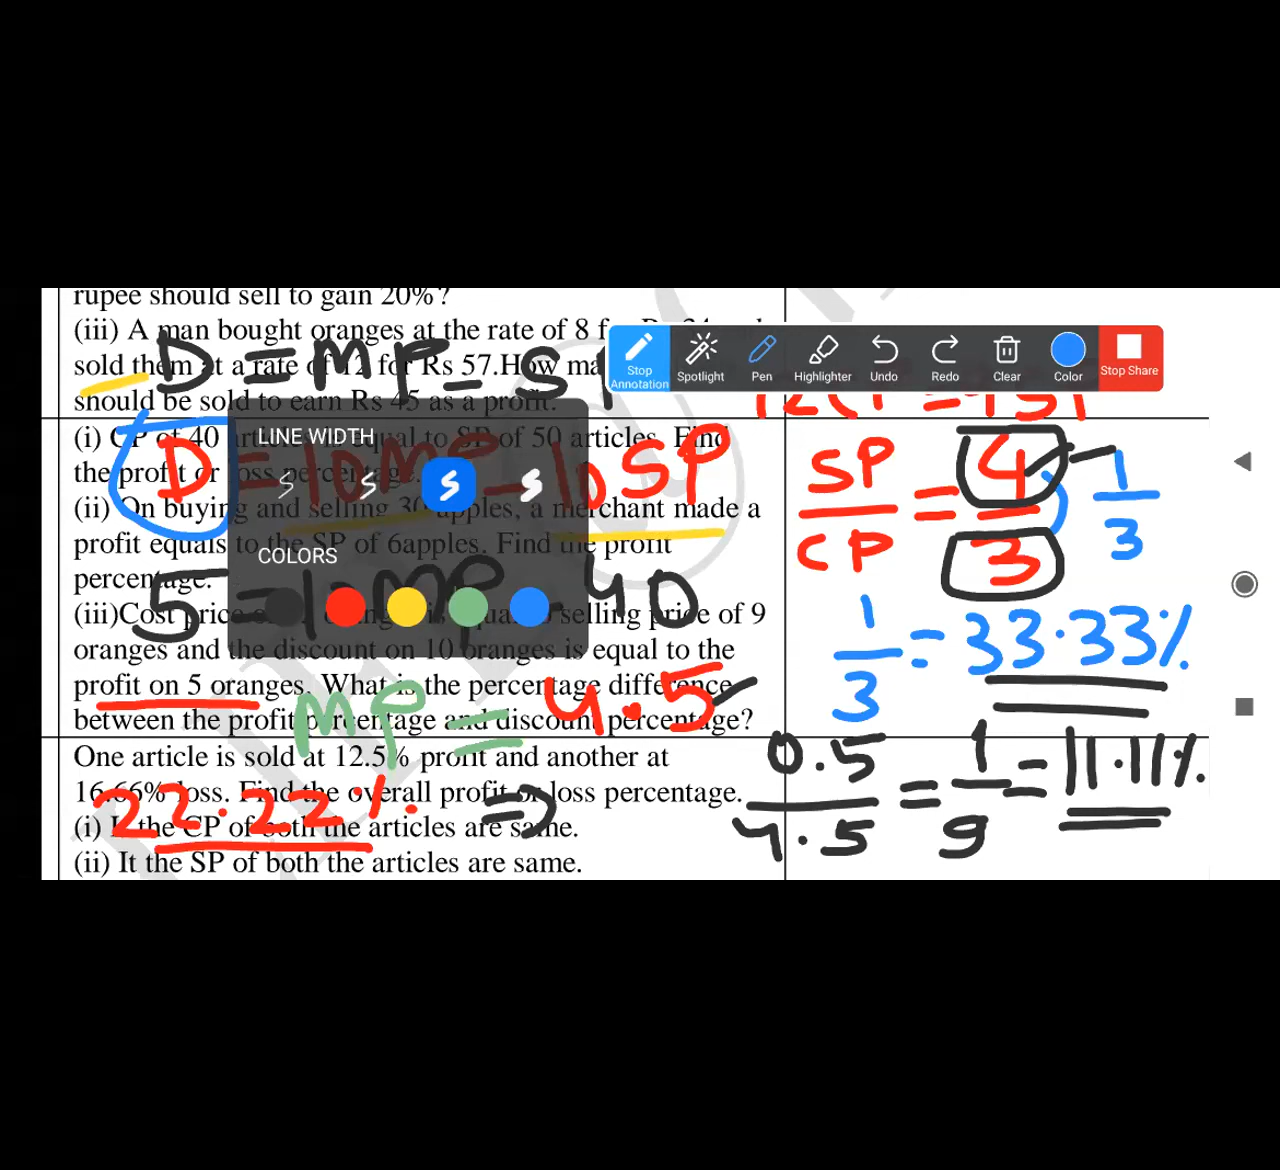 rupee should sell to gain 20%?
(iii) A man bought oranges at the rate of 8
sold them at a rate of 12 for Rs 57.How
should be sold to earn Rs 45 as a profit.
D = MP - S
Stop Annotation
Spotlight
Pen
Highlighter
Undo
Redo
Clear
Color
Stop Share
(i) CP of 40 articles is equal to SP of 50 articles. Find
the profit or loss percentage.
(ii) On buying and selling 30 apples, a merchant made a
profit equals to the SP of 6apples. Find the profit
percentage.
(iii)Cost price selling price of 9
oranges and the discount on 10 oranges is equal to the
profit on 5 oranges. What is the percentage difference
between the profit percentage and discount percentage?
D = 10MP - 10SP
LINE WIDTH
COLORS
5 = 10MP - 40
MP = 4.5
SP/CP = 4/3
1/3
1/3 = 33.33%
One article is sold at 12.5% profit and another at
16.66% loss. Find the overall profit or loss percentage.
(i) It the CP of both the articles are same.
(ii) It the SP of both the articles are same.
22.22% =>
0.5/4.5 = 1/9 = 11.11%